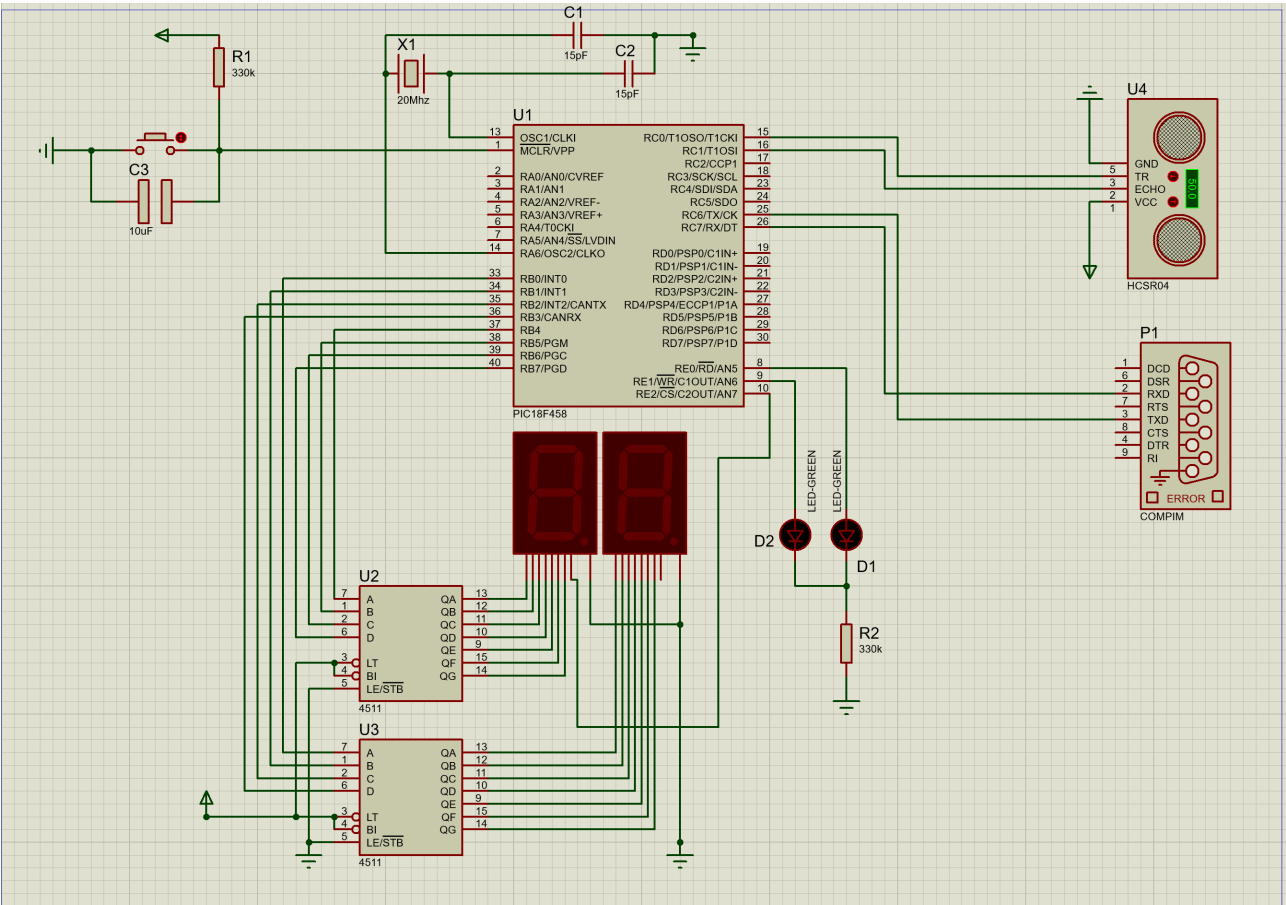 C1
15pF
C2
15pF
X1
20Mhz
R1
330k
C3
10uF
U1
13 OSC1/CLKI RC0/T1OSO/T1CKI 15
1 MCLR/VPP RC1/T1OSI 16
RC2/CCP1 17
2 RA0/AN0/CVREF RC3/SCK/SCL 18
3 RA1/AN1 RC4/SDI/SDA 23
4 RA2/AN2/VREF- RC5/SDO 24
5 RA3/AN3/VREF+ RC6/TX/CK 25
6 RA4/T0CKI RC7/RX/DT 26
7 RA5/AN4/SS/LVDIN
14 RA6/OSC2/CLKO RD0/PSP0/C1IN+ 19
RD1/PSP1/C1IN- 20
33 RB0/INT0 RD2/PSP2/C2IN+ 21
34 RB1/INT1 RD3/PSP3/C2IN- 22
35 RB2/INT2/CANTX RD4/PSP4/ECCP1/P1A 27
36 RB3/CANRX RD5/PSP5/P1B 28
37 RB4 RD6/PSP6/P1C 29
38 RB5/PGM RD7/PSP7/P1D 30
39 RB6/PGC
40 RB7/PGD RE0/RD/AN5 8
RE1/WR/C1OUT/AN6 9
RE2/CS/C2OUT/AN7 10
PIC18F458
U4
GND
5 TR
3 ECHO
2 VCC
1
50.0
HCSR04
P1
1 DCD
6 DSR
2 RXD
7 RTS
3 TXD
8 CTS
4 DTR
9 RI
ERROR
COMPIM
LED-GREEN
LED-GREEN
D2
D1
R2
330k
U2
7 A QA 13
1 B QB 12
2 C QC 11
6 D QD 10
QE 9
3 LT QF 15
4 BI QG 14
5 LE/STB
4511
U3
7 A QA 13
1 B QB 12
2 C QC 11
6 D QD 10
QE 9
3 LT QF 15
4 BI QG 14
5 LE/STB
4511